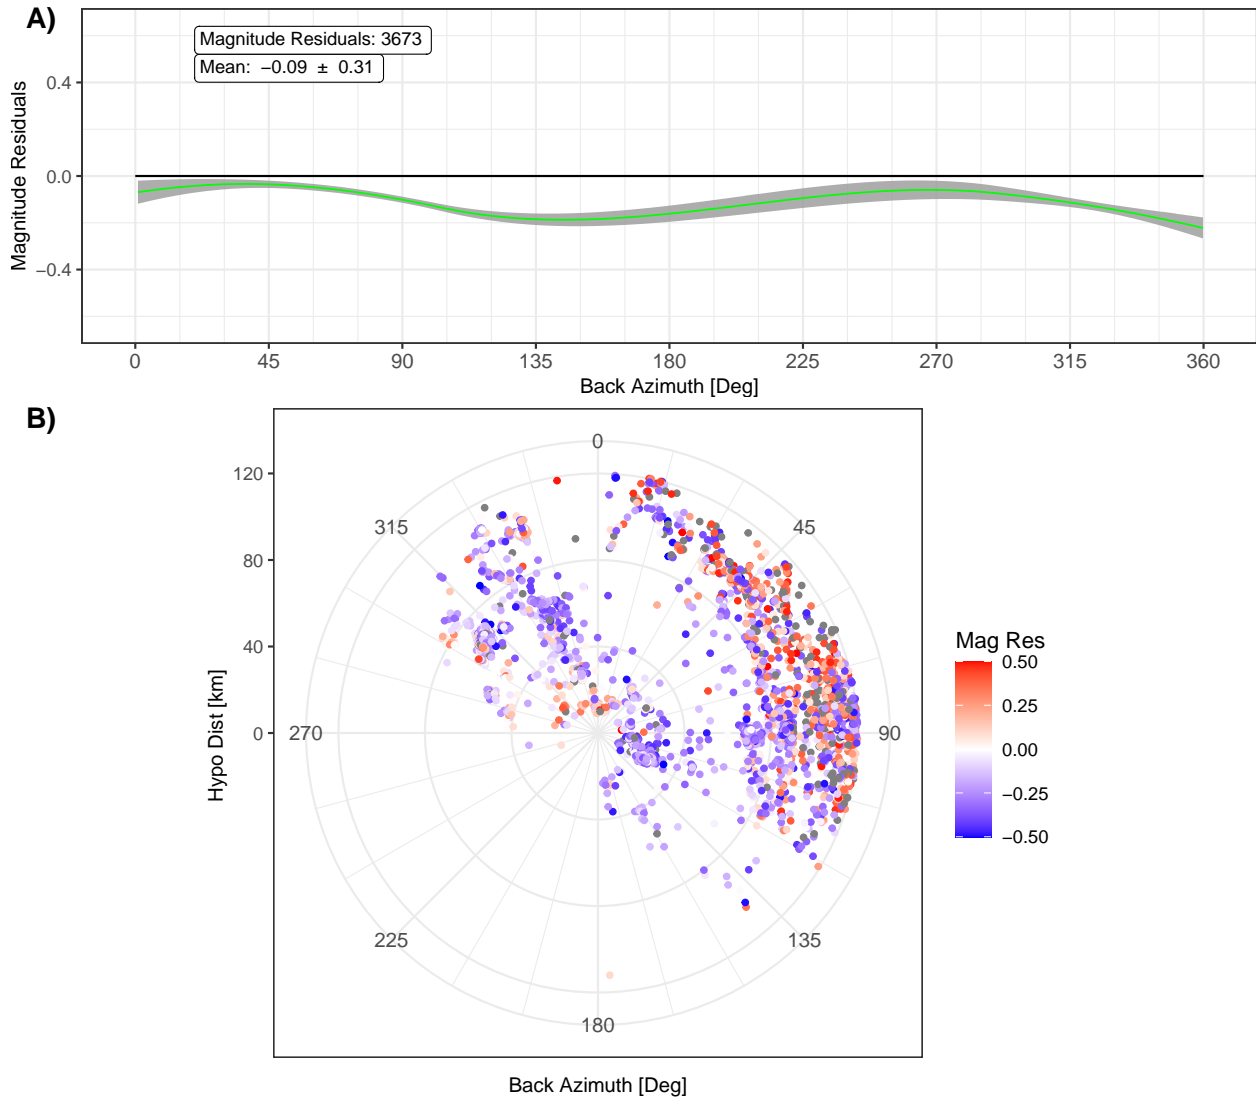 A)
Magnitude Residuals: 3673
Mean:  −0.09  ±  0.31
0.4
0.0
−0.4
Magnitude Residuals
0 45 90 135 180 225 270 315 360
Back Azimuth [Deg]
B)
0
45
90
135
180
225
270
315
120
80
40
0
Hypo Dist [km]
Back Azimuth [Deg]
Mag Res
0.50
0.25
0.00
−0.25
−0.50